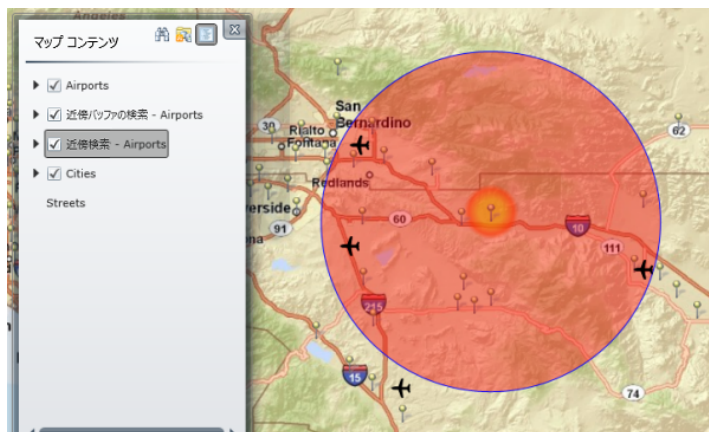 Angeles
マップ コンテンツ
Airports
近傍バッファの検索 - Airports
近傍検索 - Airports
Cities
Streets
San
Bernardino
30
Rialto
Fontana
Redlands
erside
91
na
60
10
111
62
215
15
74